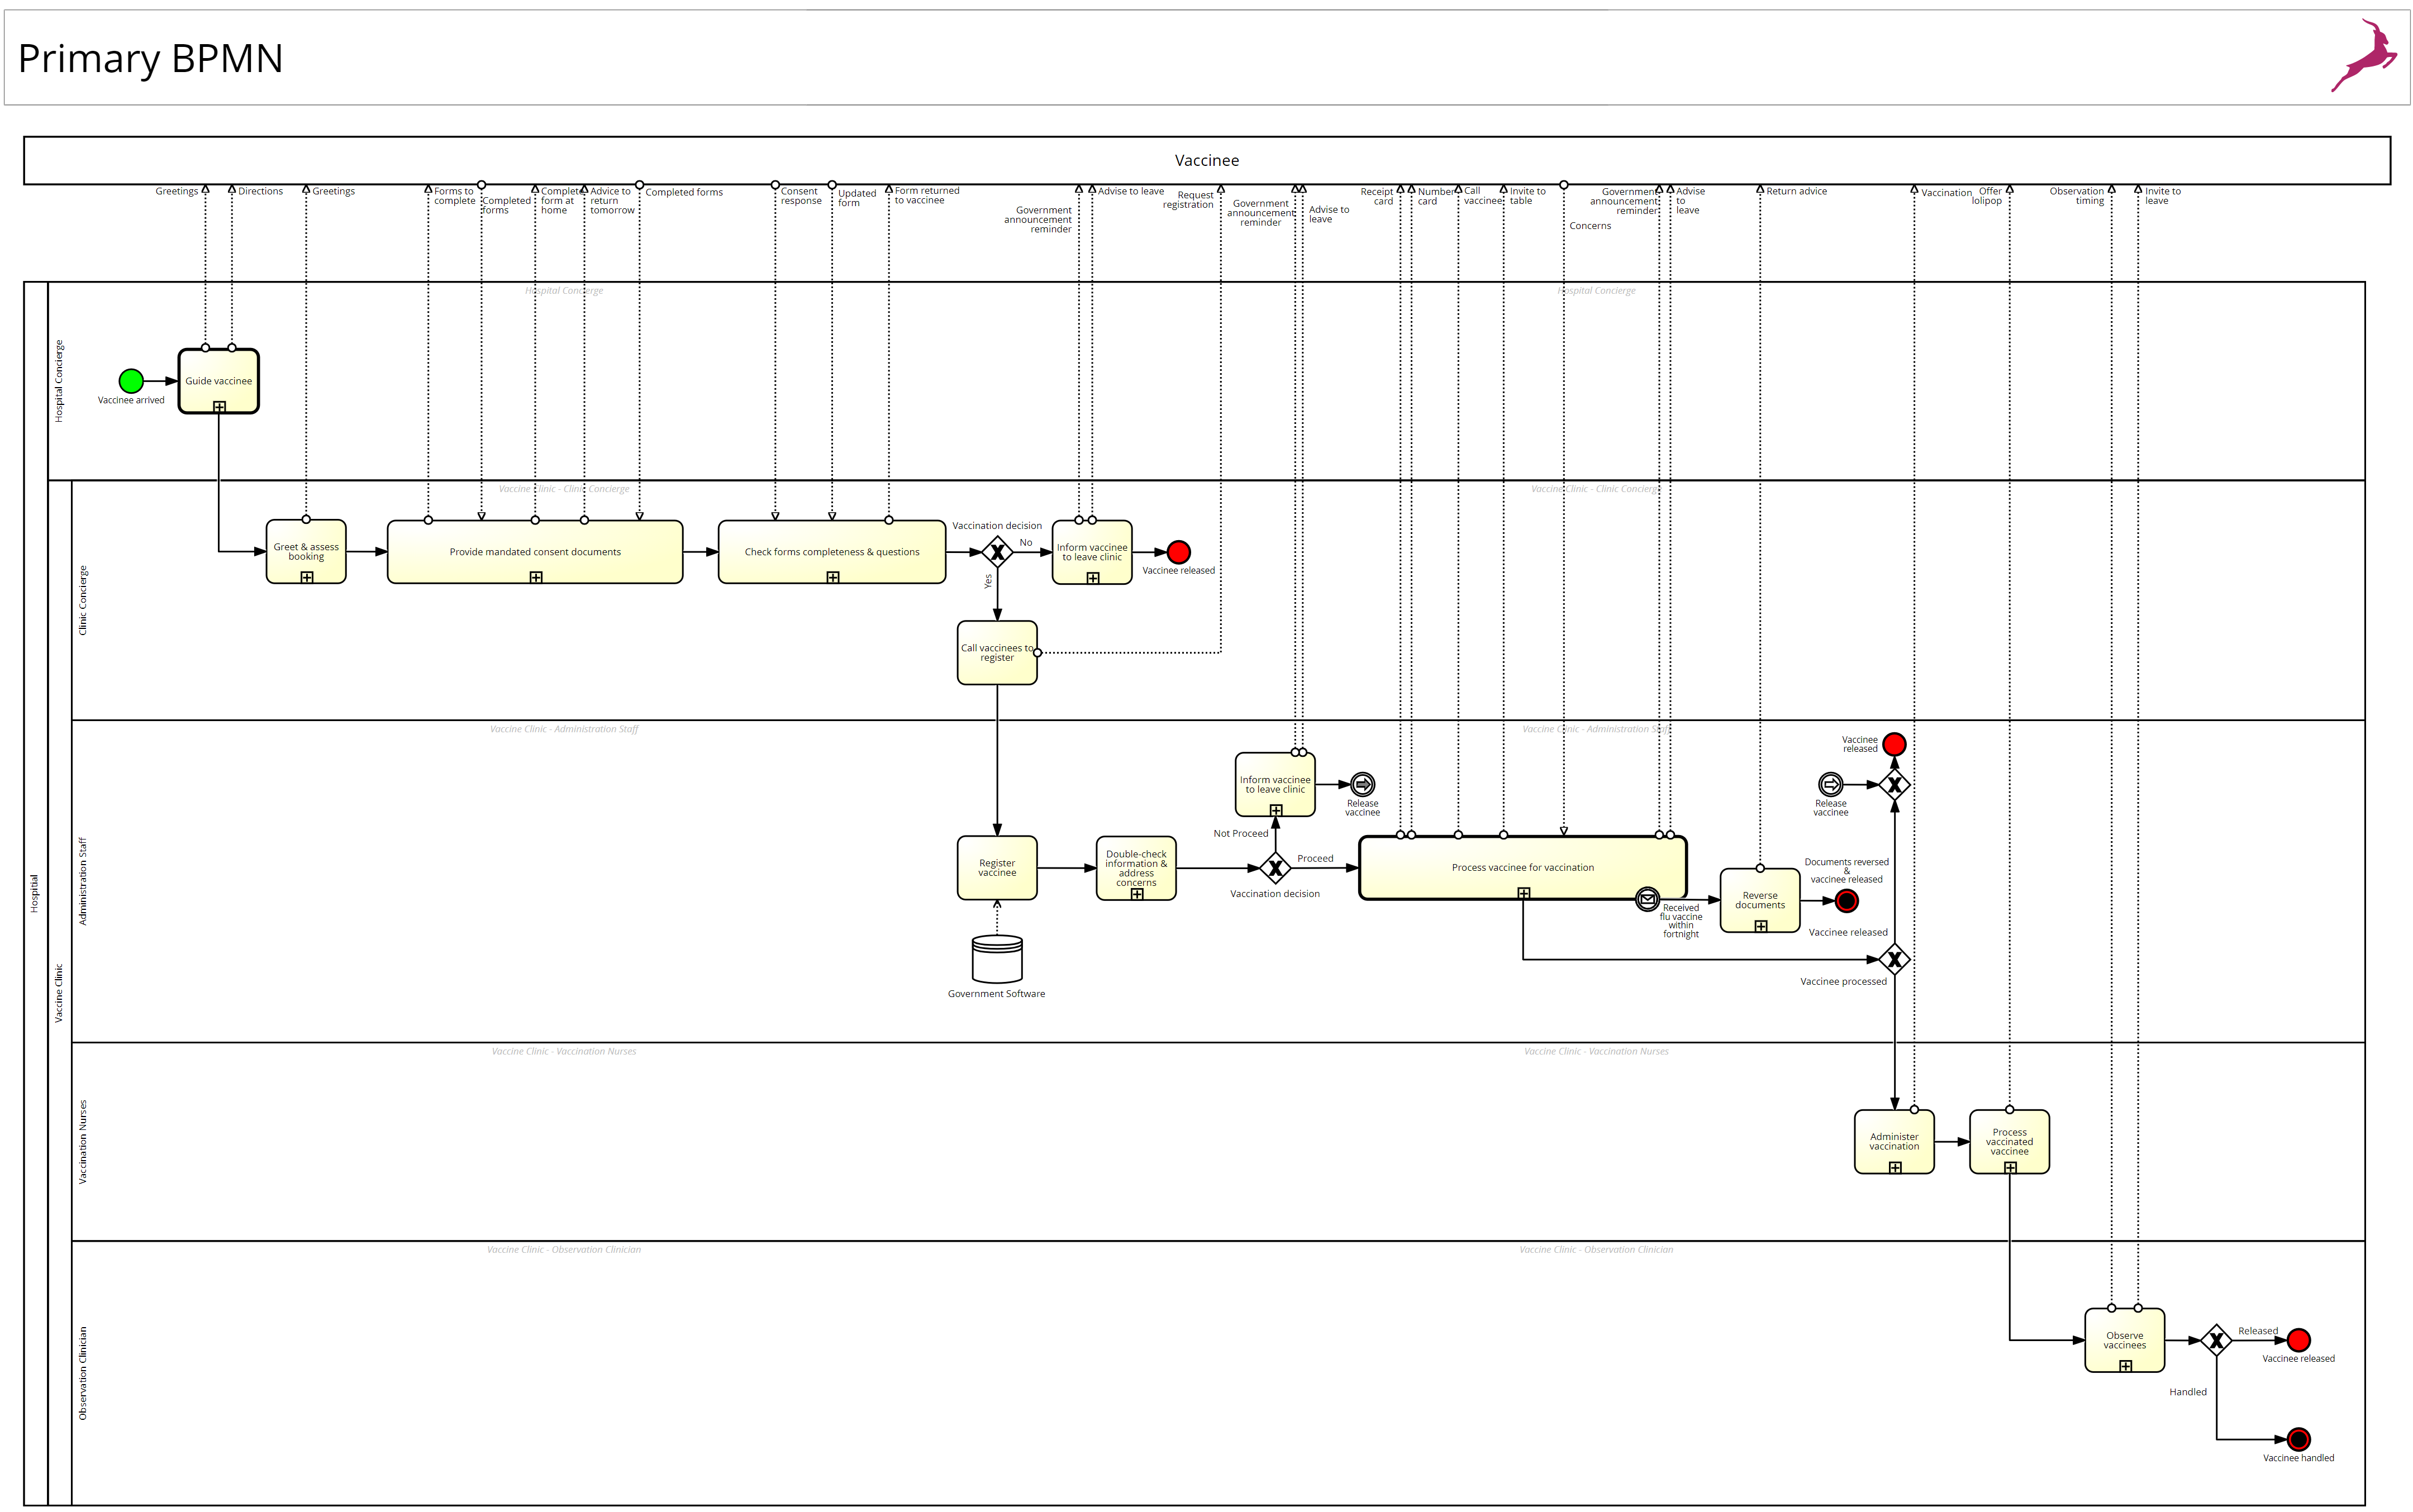 Primary BPMN
Vaccinee
Greetings
Directions
Greetings
Forms to
complete
Completed
forms
Complete
form at
home
Advice to
return
tomorrow
Completed forms
Consent
response
Updated
form
Form returned
to vaccinee
Government
announcement
reminder
Advise to leave
Request
registration
Government
announcement
reminder
Advise to
leave
Receipt
card
Number
card
Call
vaccinee
Invite to
table
Concerns
Government
announcement
reminder
Advise
to
leave
Return advice
Vaccination
Offer
lolipop
Observation
timing
Invite to
leave
Hospitial
Hospital Concierge
Hospital Concierge
Hospital Concierge
Vaccinee arrived
Guide vaccinee
Vaccine Clinic
Clinic Concierge
Vaccine Clinic - Clinic Concierge
Vaccine Clinic - Clinic Concierge
Greet & assess
booking
Provide mandated consent documents
Check forms completeness & questions
Vaccination decision
No
Yes
Inform vaccinee
to leave clinic
Vaccinee released
Call vaccinees to
register
Administration Staff
Vaccine Clinic - Administration Staff
Vaccine Clinic - Administration Staff
Register
vaccinee
Government Software
Double-check
information &
address
concerns
Vaccination decision
Not Proceed
Proceed
Inform vaccinee
to leave clinic
Release
vaccinee
Process vaccinee for vaccination
Received
flu vaccine
within
fortnight
Reverse
documents
Documents reversed
&
vaccinee released
Release
vaccinee
Vaccinee
released
Vaccinee released
Vaccinee processed
Vaccination Nurses
Vaccine Clinic - Vaccination Nurses
Vaccine Clinic - Vaccination Nurses
Administer
vaccination
Process
vaccinated
vaccinee
Observation Clinician
Vaccine Clinic - Observation Clinician
Vaccine Clinic - Observation Clinician
Observe
vaccinees
Released
Vaccinee released
Handled
Vaccinee handled